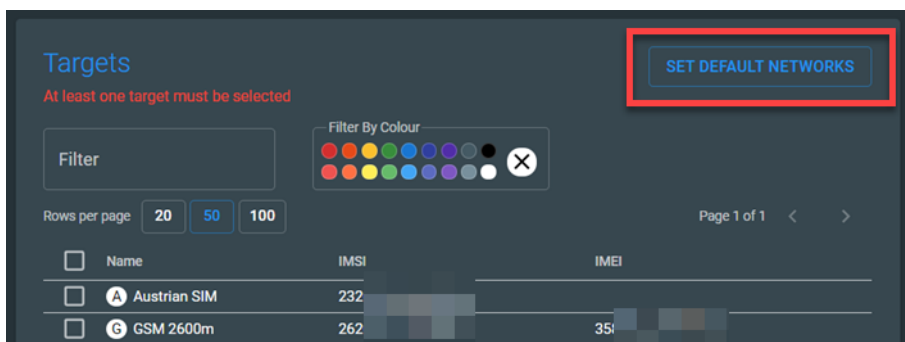 Targets
SET DEFAULT NETWORKS
At least one target must be selected
Filter By Colour
Filter
Rows per page 20 50 100 Page 1 of 1
Name IMSI IMEI
A Austrian SIM 232
G GSM 2600m 262 35